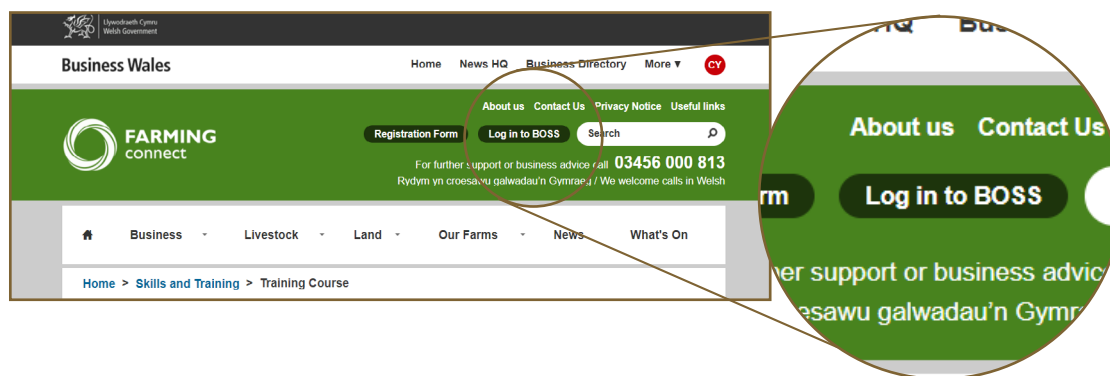 Llywodraeth Cymru
Welsh Government
Business Wales Home News HQ Business Directory More ▾ CY
About us Contact Us Privacy Notice Useful links
FARMING
connect
Registration Form Log in to BOSS Search
For further support or business advice call 03456 000 813
Rydym yn croesawu galwadau'n Gymraeg / We welcome calls in Welsh
Business Livestock Land Our Farms News What's On
Home > Skills and Training > Training Course
HQ Bus
About us Contact Us
rm Log in to BOSS
her support or business advic
esawu galwadau'n Gymr